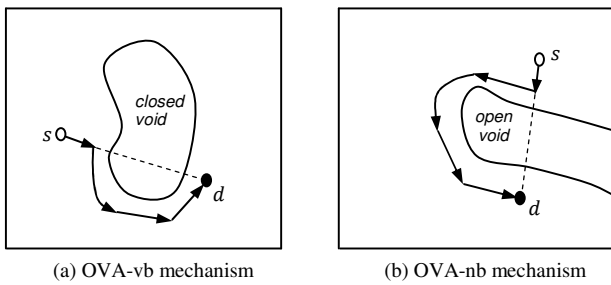 closed
void
s
d
(a) OVA-vb mechanism
s
open
void
d
(b) OVA-nb mechanism